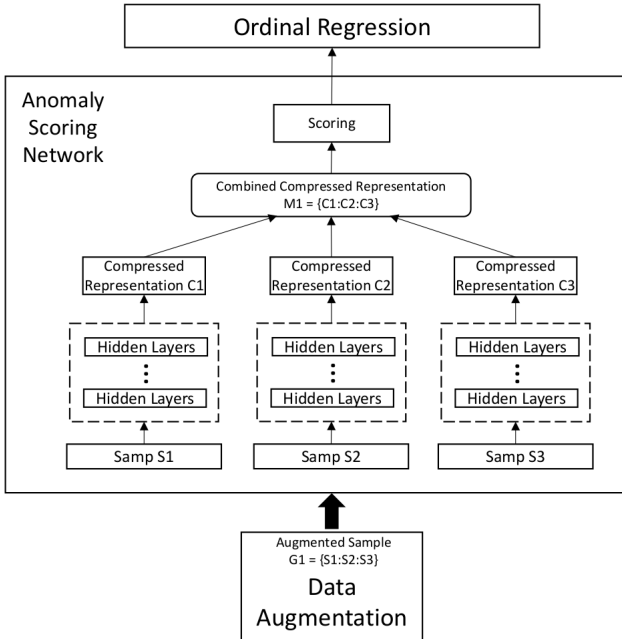 Ordinal Regression
Anomaly
Scoring
Network
Scoring
Combined Compressed Representation
M1 = {C1:C2:C3}
Compressed
Representation C1
Compressed
Representation C2
Compressed
Representation C3
Hidden Layers
Hidden Layers
Hidden Layers
Hidden Layers
Hidden Layers
Hidden Layers
Samp S1
Samp S2
Samp S3
Augmented Sample
G1 = {S1:S2:S3}
Data
Augmentation